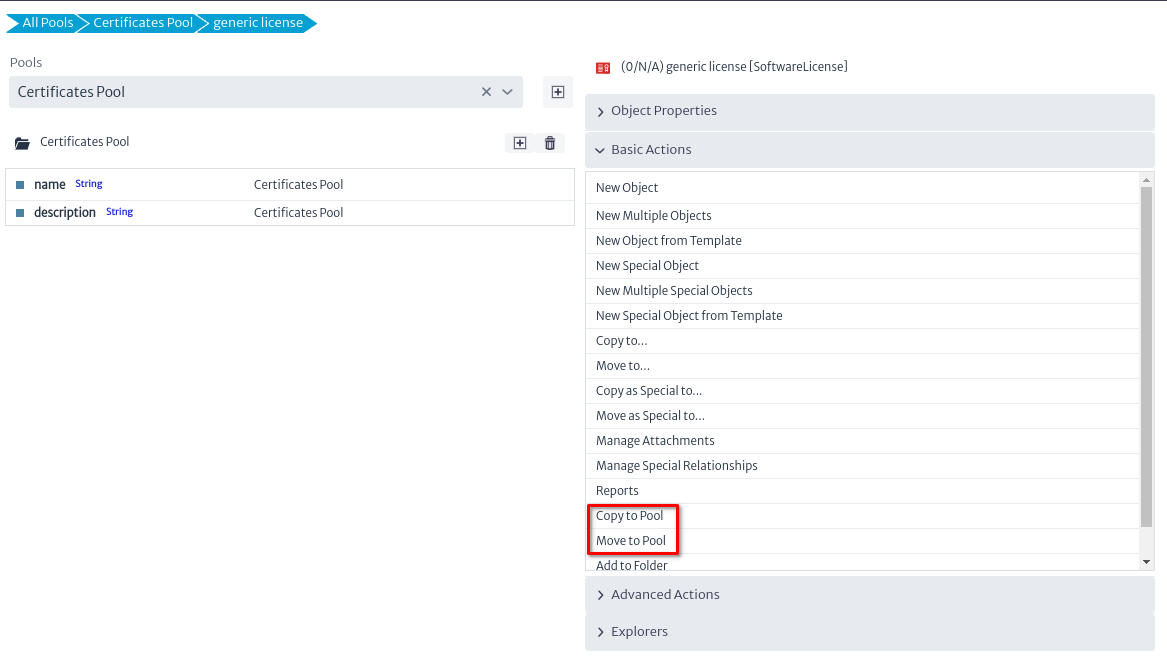 All Pools Certificates Pool generic license
Pools
Certificates Pool
Certificates Pool
name String Certificates Pool
description String Certificates Pool
(0/N/A) generic license [SoftwareLicense]
Object Properties
Basic Actions
New Object
New Multiple Objects
New Object from Template
New Special Object
New Multiple Special Objects
New Special Object from Template
Copy to...
Move to...
Copy as Special to...
Move as Special to...
Manage Attachments
Manage Special Relationships
Reports
Copy to Pool
Move to Pool
Add to Folder
Advanced Actions
Explorers